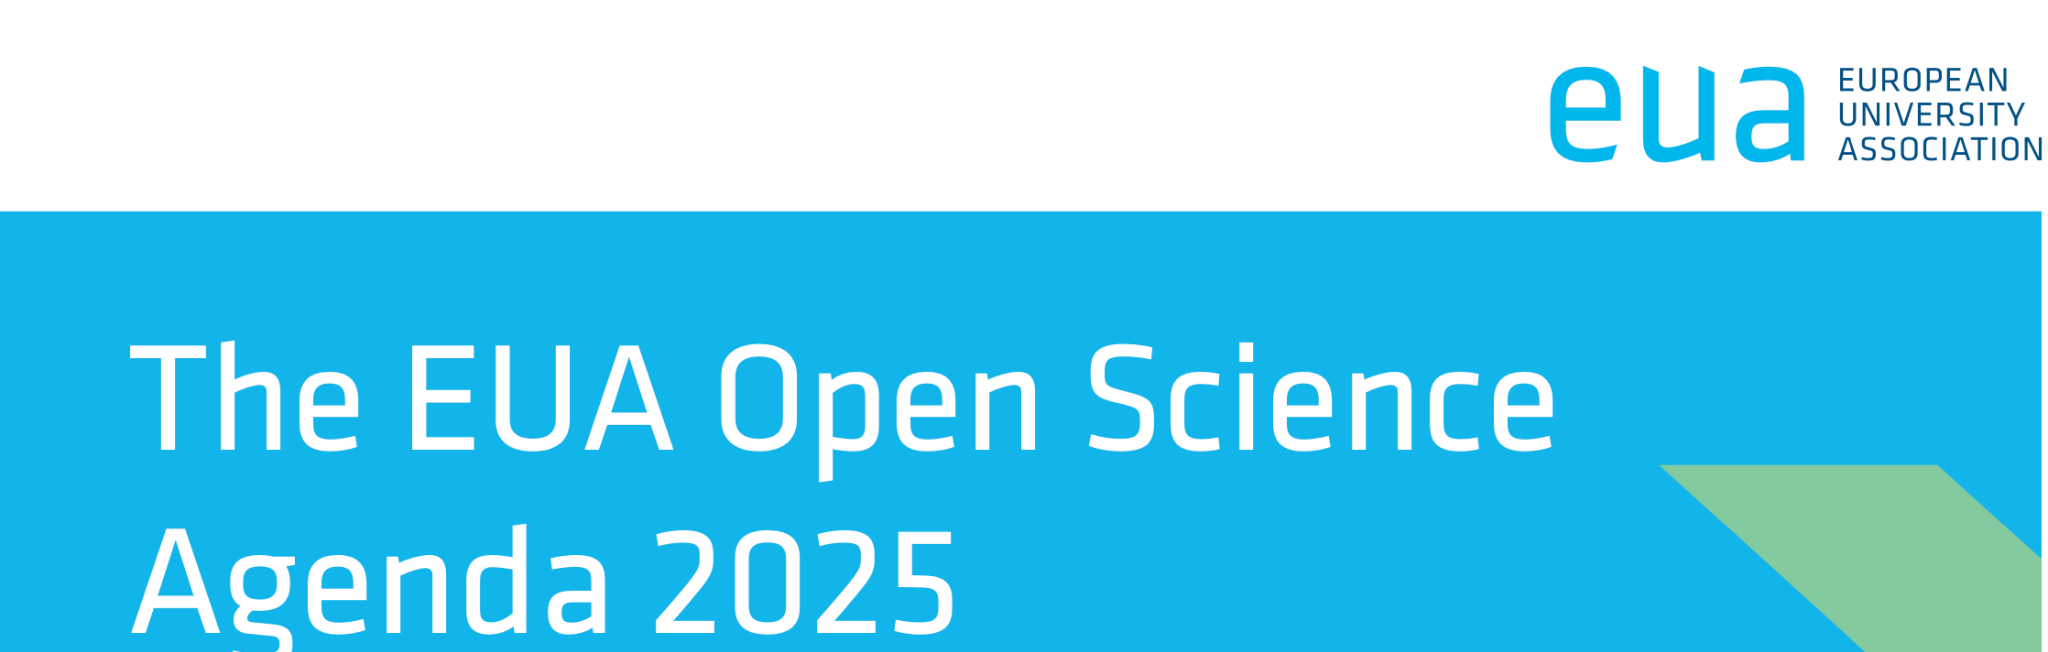 eua
EUROPEAN
UNIVERSITY
ASSOCIATION
The EUA Open Science
Agenda 2025